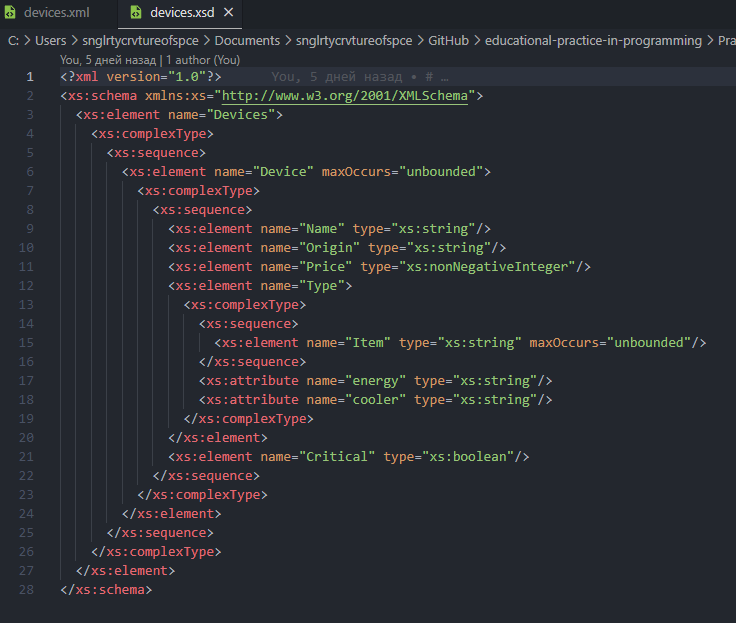 devices.xml
devices.xsd
C: > Users > snglrtycrvtureofspce > Documents > snglrtycrvtureofspce > GitHub > educational-practice-in-programming > Pra
You, 5 дней назад | 1 author (You)
1 <?xml version="1.0"?> You, 5 дней назад • # …
2 <xs:schema xmlns:xs="http://www.w3.org/2001/XMLSchema">
3 <xs:element name="Devices">
4 <xs:complexType>
5 <xs:sequence>
6 <xs:element name="Device" maxOccurs="unbounded">
7 <xs:complexType>
8 <xs:sequence>
9 <xs:element name="Name" type="xs:string"/>
10 <xs:element name="Origin" type="xs:string"/>
11 <xs:element name="Price" type="xs:nonNegativeInteger"/>
12 <xs:element name="Type">
13 <xs:complexType>
14 <xs:sequence>
15 <xs:element name="Item" type="xs:string" maxOccurs="unbounded"/>
16 </xs:sequence>
17 <xs:attribute name="energy" type="xs:string"/>
18 <xs:attribute name="cooler" type="xs:string"/>
19 </xs:complexType>
20 </xs:element>
21 <xs:element name="Critical" type="xs:boolean"/>
22 </xs:sequence>
23 </xs:complexType>
24 </xs:element>
25 </xs:sequence>
26 </xs:complexType>
27 </xs:element>
28 </xs:schema>